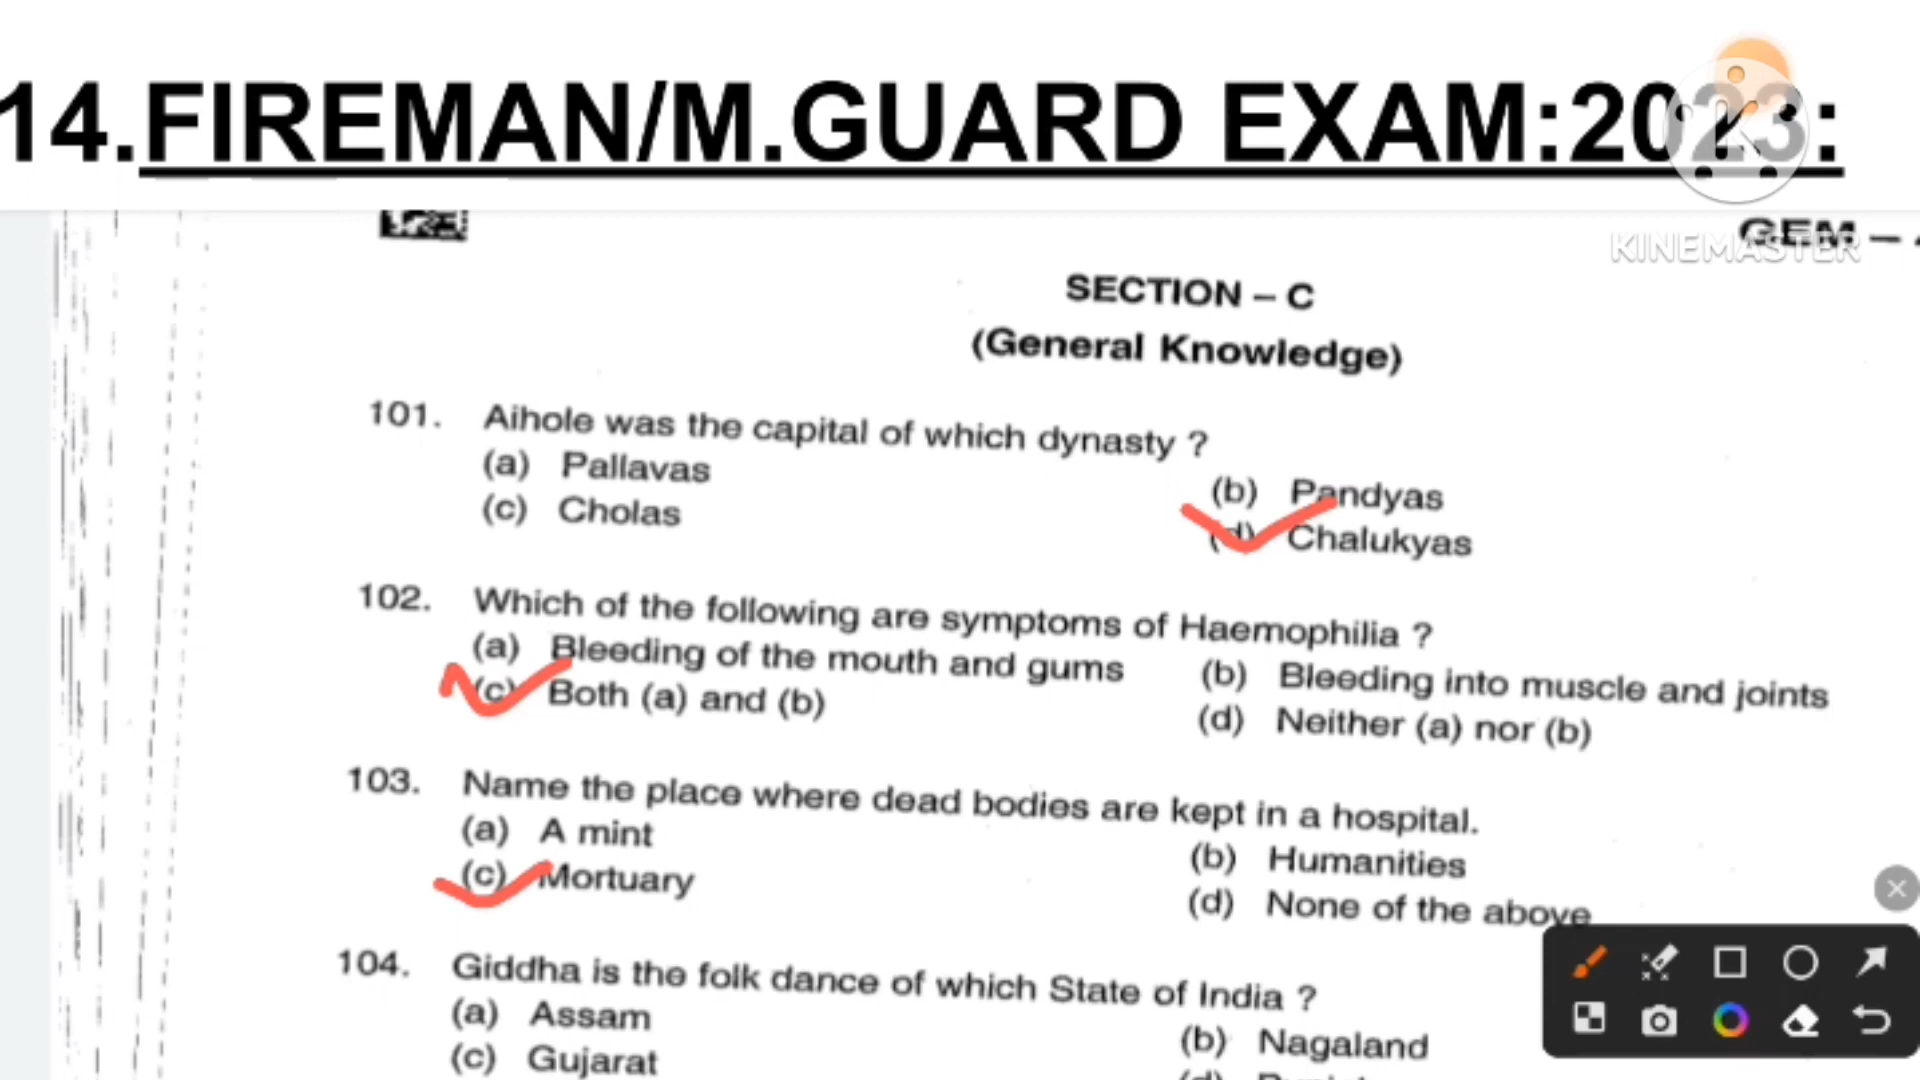 14.FIREMAN/M.GUARD EXAM:2023:
GEM –
KINEMASTER
SECTION – C
(General Knowledge)
101. Aihole was the capital of which dynasty ?
(a) Pallavas
(b) Pandyas
(c) Cholas
(d) Chalukyas
102. Which of the following are symptoms of Haemophilia ?
(a) Bleeding of the mouth and gums
(b) Bleeding into muscle and joints
(c) Both (a) and (b)
(d) Neither (a) nor (b)
103. Name the place where dead bodies are kept in a hospital.
(a) A mint
(b) Humanities
(c) Mortuary
(d) None of the above
104. Giddha is the folk dance of which State of India ?
(a) Assam
(b) Nagaland
(c) Gujarat